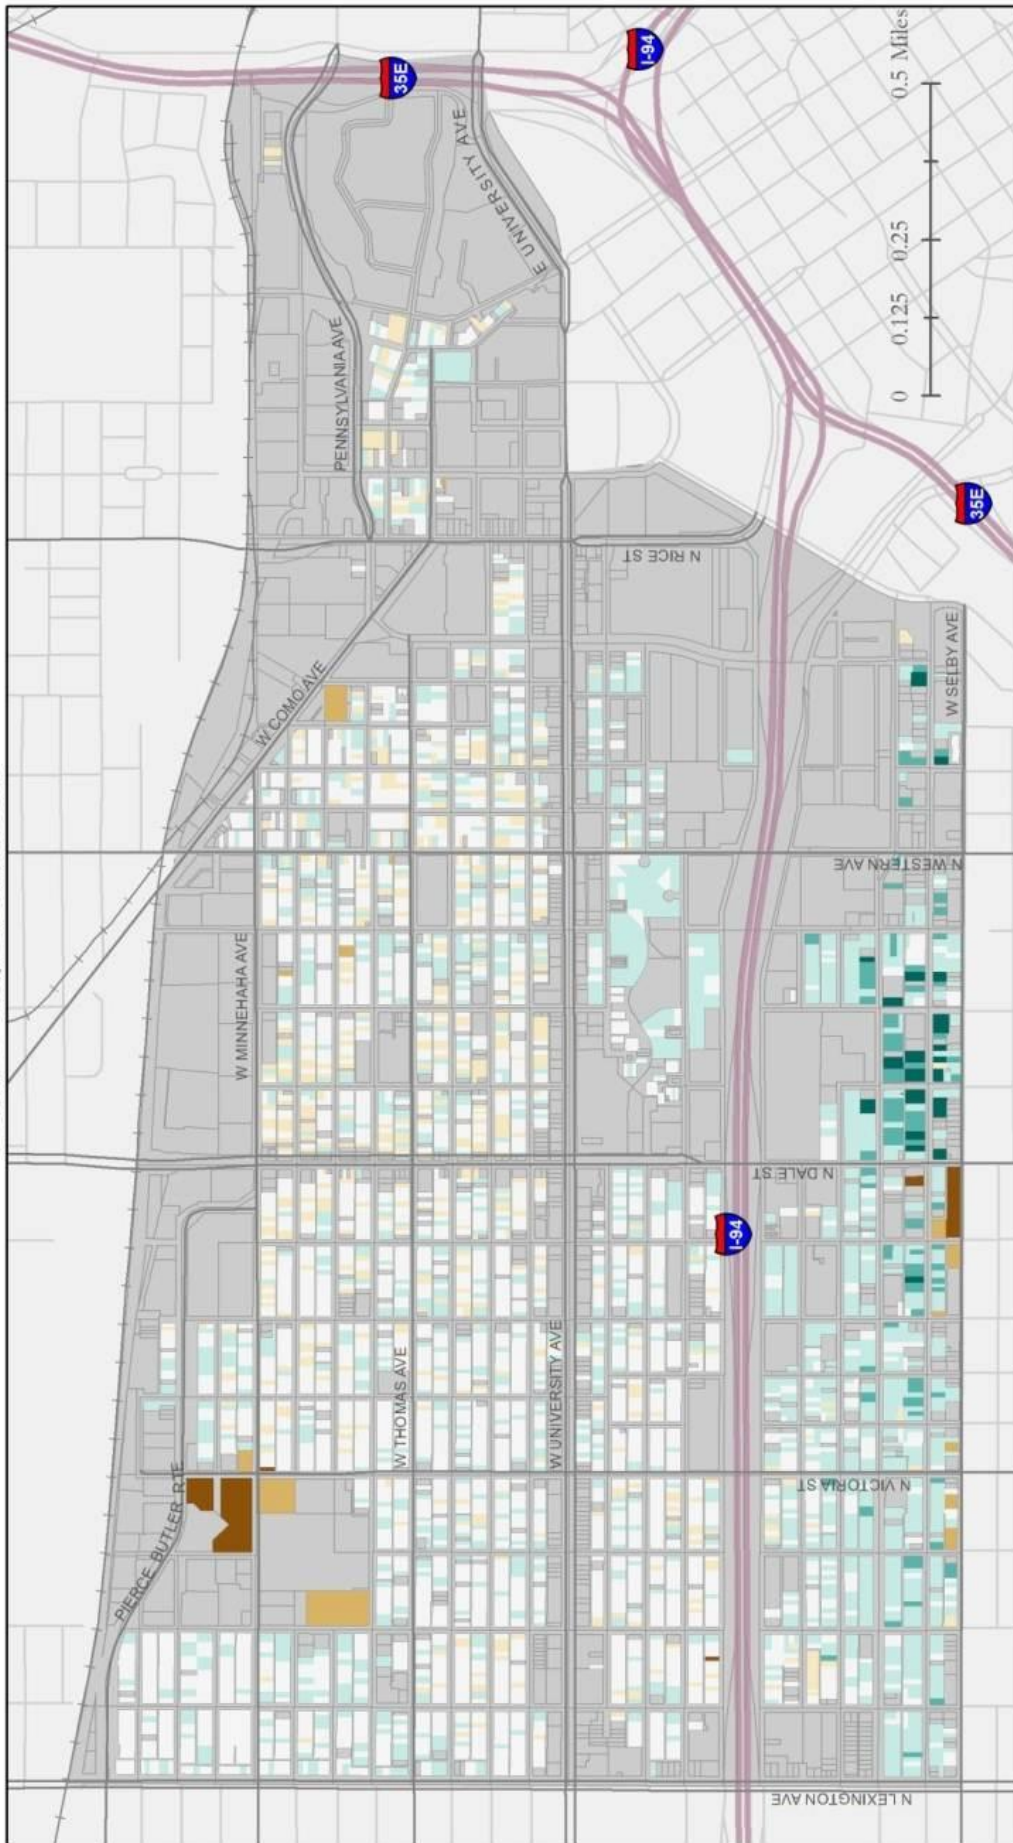 35E
I-94
E UNIVERSITY AVE
PENNSYLVANIA AVE
0 0.125 0.25 0.5 Miles
35E
N RICE ST
W COMO AVE
W SELBY AVE
N WESTERN AVE
W MINNEHAHA AVE
N DALE ST
I-94
W THOMAS AVE
W UNIVERSITY AVE
N VICTORIA ST
PIERCE BUTLER RTE
N LEXINGTON AVE